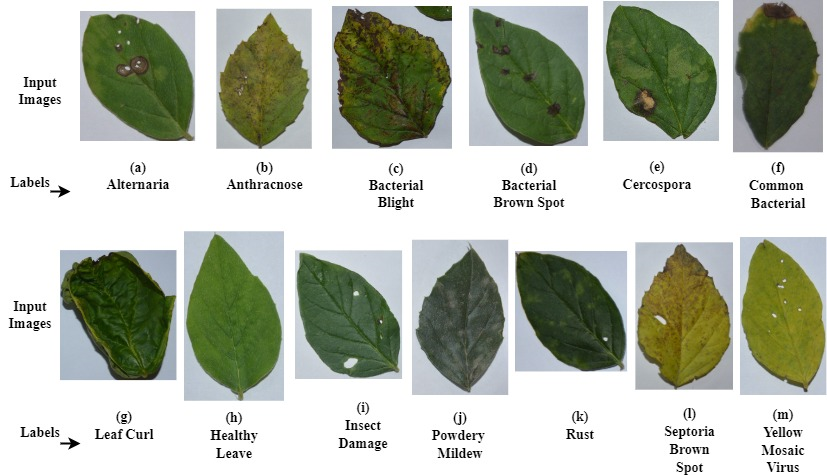 Input
Images
Labels
(a)
Alternaria
(b)
Anthracnose
(c)
Bacterial
Blight
(d)
Bacterial
Brown Spot
(e)
Cercospora
(f)
Common
Bacterial
Input
Images
Labels
(g)
Leaf Curl
(h)
Healthy
Leave
(i)
Insect
Damage
(j)
Powdery
Mildew
(k)
Rust
(l)
Septoria
Brown
Spot
(m)
Yellow
Mosaic
Virus